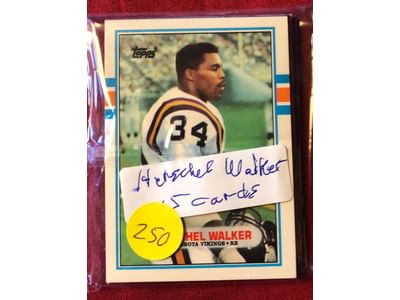 Topps
34
Herschel Walker
15 cards
250
HEL WALKER
SOTA VIKINGS • RB